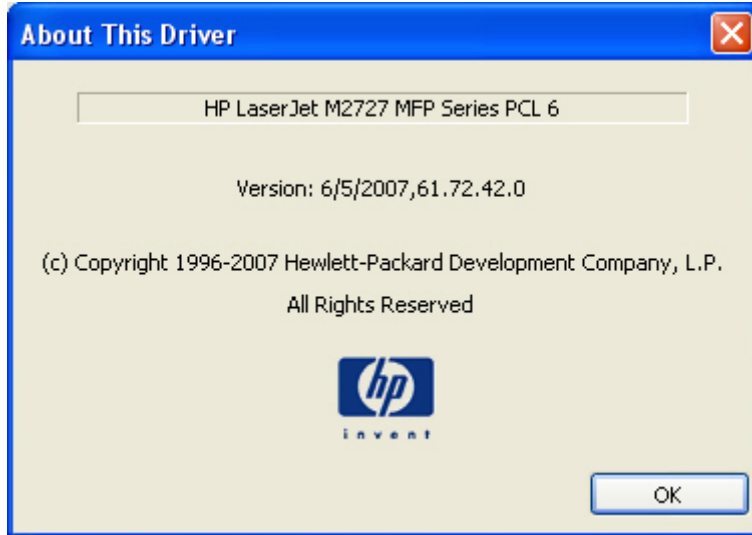 About This Driver
HP LaserJet M2727 MFP Series PCL 6
Version: 6/5/2007,61.72.42.0
(c) Copyright 1996-2007 Hewlett-Packard Development Company, L.P.
All Rights Reserved
hp
invent
OK